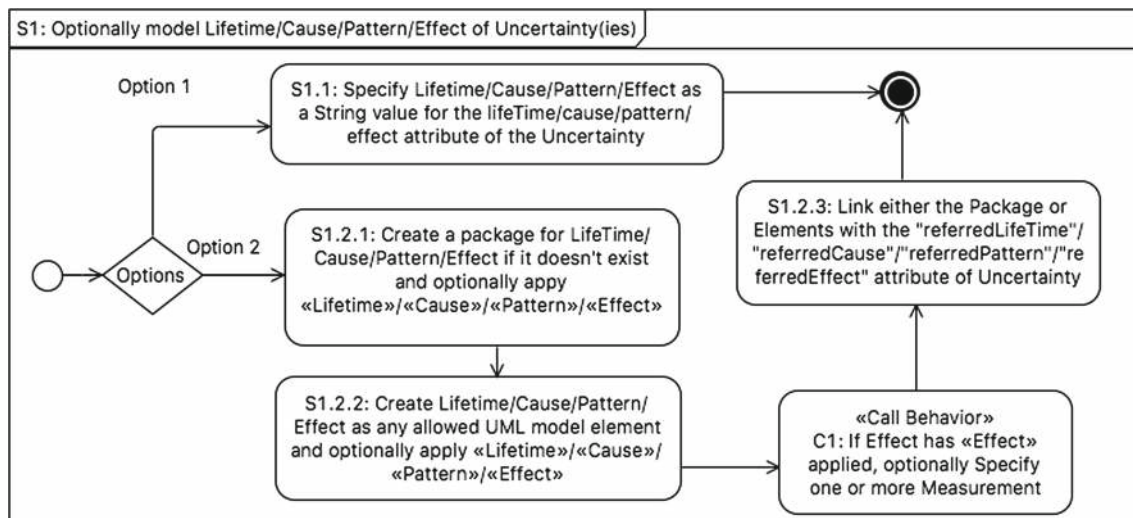 S1: Optionally model Lifetime/Cause/Pattern/Effect of Uncertainty(ies)
Option 1
S1.1: Specify Lifetime/Cause/Pattern/Effect as
a String value for the lifeTime/cause/pattern/
effect attribute of the Uncertainty
Options
Option 2
S1.2.1: Create a package for LifeTime/
Cause/Pattern/Effect if it doesn't exist
and optionally appy
«Lifetime»/«Cause»/«Pattern»/«Effect»
S1.2.2: Create Lifetime/Cause/Pattern/
Effect as any allowed UML model element
and optionally apply «Lifetime»/«Cause»/
«Pattern»/«Effect»
«Call Behavior»
C1: If Effect has «Effect»
applied, optionally Specify
one or more Measurement
S1.2.3: Link either the Package or
Elements with the "referredLifeTime"/
"referredCause"/"referredPattern"/"re
ferredEffect" attribute of Uncertainty